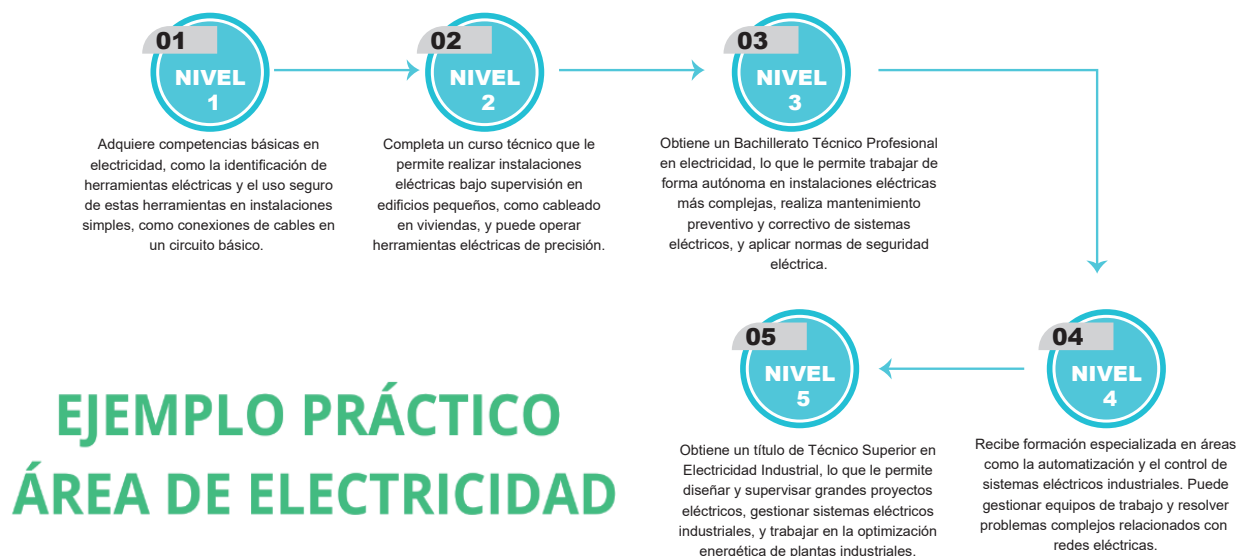 01
NIVEL
1
Adquiere competencias básicas en
electricidad, como la identificación de
herramientas eléctricas y el uso seguro
de estas herramientas en instalaciones
simples, como conexiones de cables en
un circuito básico.
02
NIVEL
2
Completa un curso técnico que le
permite realizar instalaciones
eléctricas bajo supervisión en
edificios pequeños, como cableado
en viviendas, y puede operar
herramientas eléctricas de precisión.
03
NIVEL
3
Obtiene un Bachillerato Técnico Profesional
en electricidad, lo que le permite trabajar de
forma autónoma en instalaciones eléctricas
más complejas, realiza mantenimiento
preventivo y correctivo de sistemas
eléctricos, y aplicar normas de seguridad
eléctrica.
04
NIVEL
4
Recibe formación especializada en áreas
como la automatización y el control de
sistemas eléctricos industriales. Puede
gestionar equipos de trabajo y resolver
problemas complejos relacionados con
redes eléctricas.
05
NIVEL
5
Obtiene un título de Técnico Superior en
Electricidad Industrial, lo que le permite
diseñar y supervisar grandes proyectos
eléctricos, gestionar sistemas eléctricos
industriales, y trabajar en la optimización
energética de plantas industriales.
EJEMPLO PRÁCTICO
ÁREA DE ELECTRICIDAD